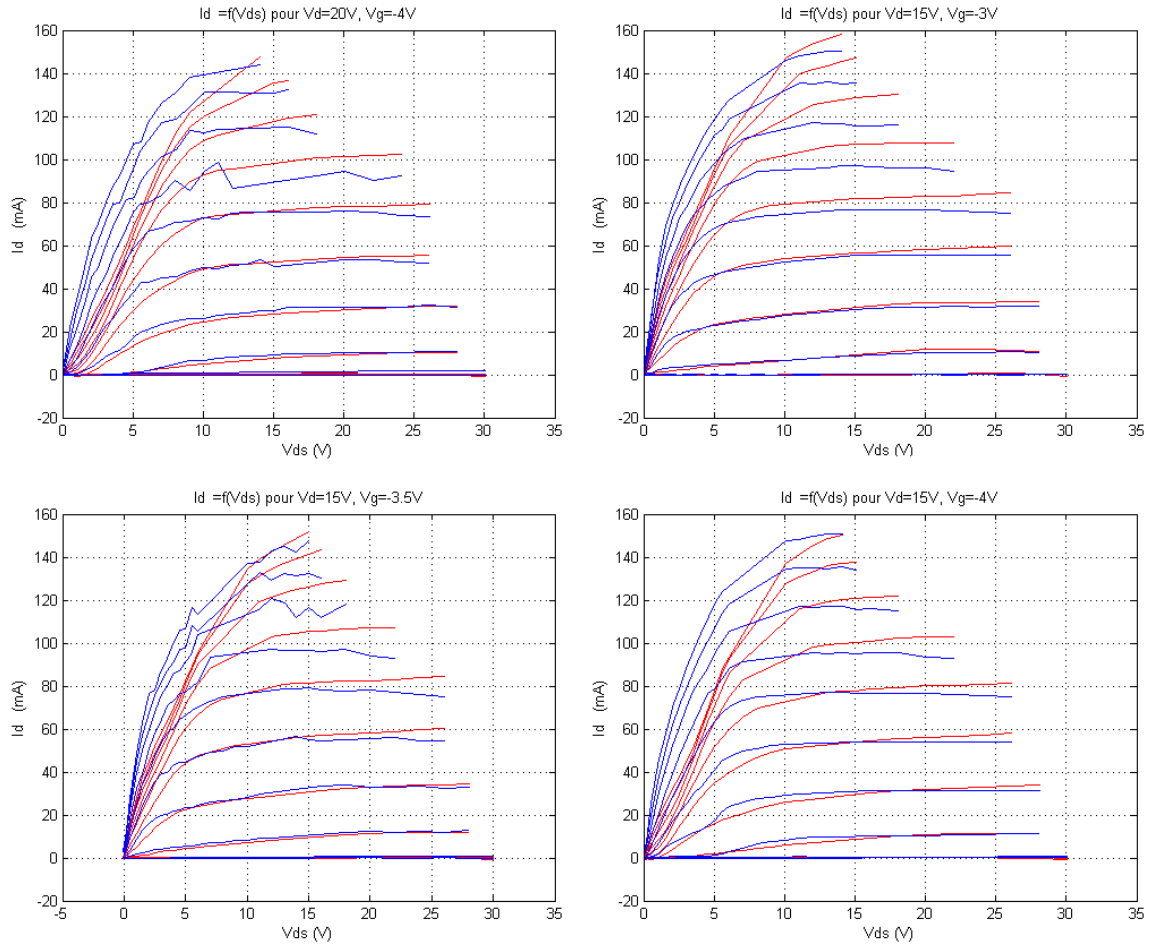 Id =f(Vds) pour Vd=20V, Vg=-4V
160
140
120
100
80
60
40
20
0
-20
Id (mA)
0 5 10 15 20 25 30 35
Vds (V)
Id =f(Vds) pour Vd=15V, Vg=-3V
160
140
120
100
80
60
40
20
0
-20
Id (mA)
0 5 10 15 20 25 30 35
Vds (V)
Id =f(Vds) pour Vd=15V, Vg=-3.5V
160
140
120
100
80
60
40
20
0
-20
Id (mA)
-5 0 5 10 15 20 25 30 35
Vds (V)
Id =f(Vds) pour Vd=15V, Vg=-4V
160
140
120
100
80
60
40
20
0
-20
Id (mA)
0 5 10 15 20 25 30 35
Vds (V)